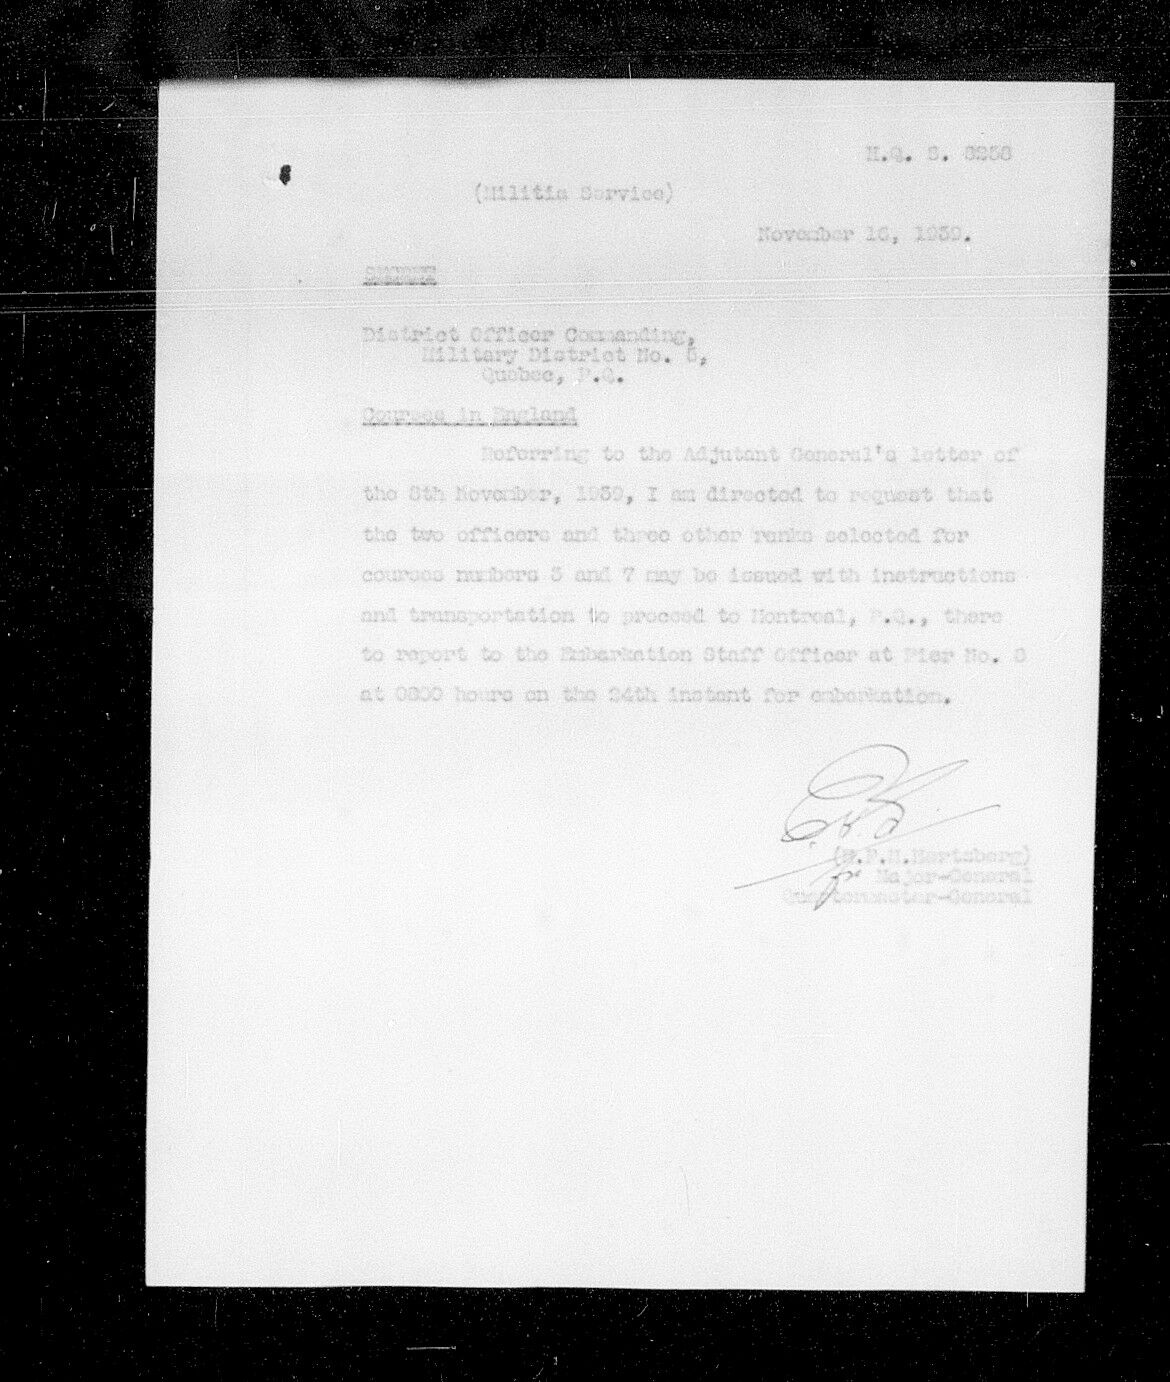 H.Q. S. 8258
(Militia Service)
November 16, 1939.
SECRET
District Officer Commanding,
Military District No. 5,
Quebec, P.Q.
Courses in England
Referring to the Adjutant General's letter of
the 8th November, 1939, I am directed to request that
the two officers and three other ranks selected for
courses numbers 5 and 7 may be issued with instructions
and transportation to proceed to Montreal, P.Q., there
to report to the Embarkation Staff Officer at Pier No.
at hours on the 24th instant for embarkation.
(H.F.H.Hertzberg)
for Major-General
Quartermaster-General